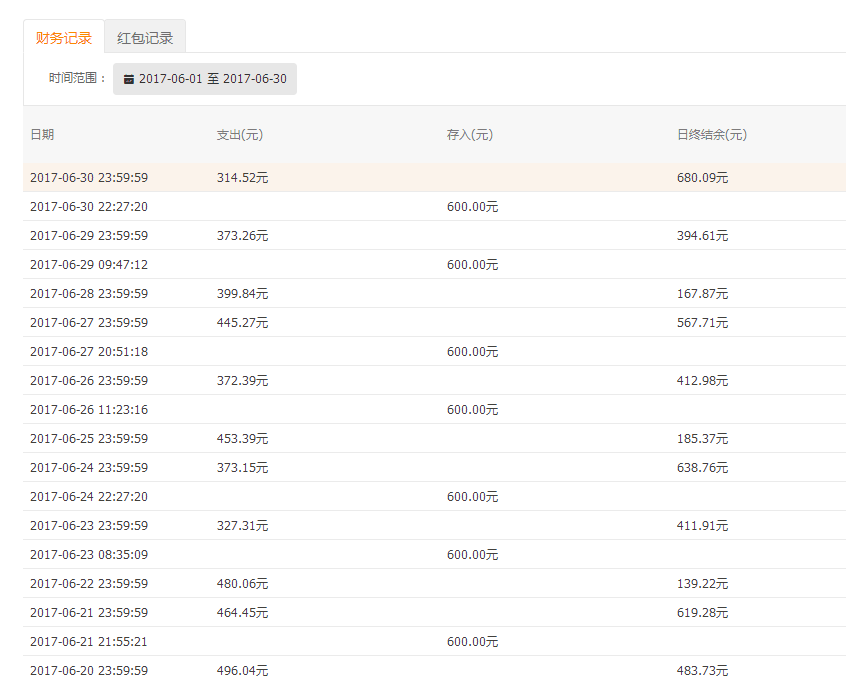 财务记录 红包记录
时间范围： 2017-06-01 至 2017-06-30
日期 支出(元) 存入(元) 日终结余(元)
2017-06-30 23:59:59 314.52元 680.09元
2017-06-30 22:27:20 600.00元
2017-06-29 23:59:59 373.26元 394.61元
2017-06-29 09:47:12 600.00元
2017-06-28 23:59:59 399.84元 167.87元
2017-06-27 23:59:59 445.27元 567.71元
2017-06-27 20:51:18 600.00元
2017-06-26 23:59:59 372.39元 412.98元
2017-06-26 11:23:16 600.00元
2017-06-25 23:59:59 453.39元 185.37元
2017-06-24 23:59:59 373.15元 638.76元
2017-06-24 22:27:20 600.00元
2017-06-23 23:59:59 327.31元 411.91元
2017-06-23 08:35:09 600.00元
2017-06-22 23:59:59 480.06元 139.22元
2017-06-21 23:59:59 464.45元 619.28元
2017-06-21 21:55:21 600.00元
2017-06-20 23:59:59 496.04元 483.73元